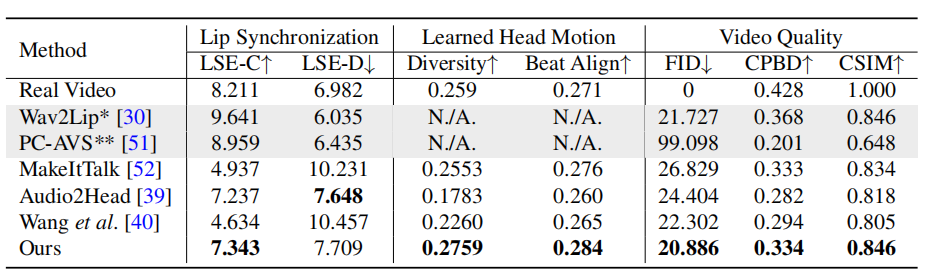 Method Lip Synchronization Learned Head Motion Video Quality
LSE-C↑ LSE-D↓ Diversity↑ Beat Align↑ FID↓ CPBD↑ CSIM↑
Real Video 8.211 6.982 0.259 0.271 0 0.428 1.000
Wav2Lip* [30] 9.641 6.035 N./A. N./A. 21.727 0.368 0.846
PC-AVS** [51] 8.959 6.435 N./A. N./A. 99.098 0.201 0.648
MakeItTalk [52] 4.937 10.231 0.2553 0.276 26.829 0.333 0.834
Audio2Head [39] 7.237 7.648 0.1783 0.260 24.404 0.282 0.818
Wang et al. [40] 4.634 10.457 0.2260 0.265 22.302 0.294 0.805
Ours 7.343 7.709 0.2759 0.284 20.886 0.334 0.846